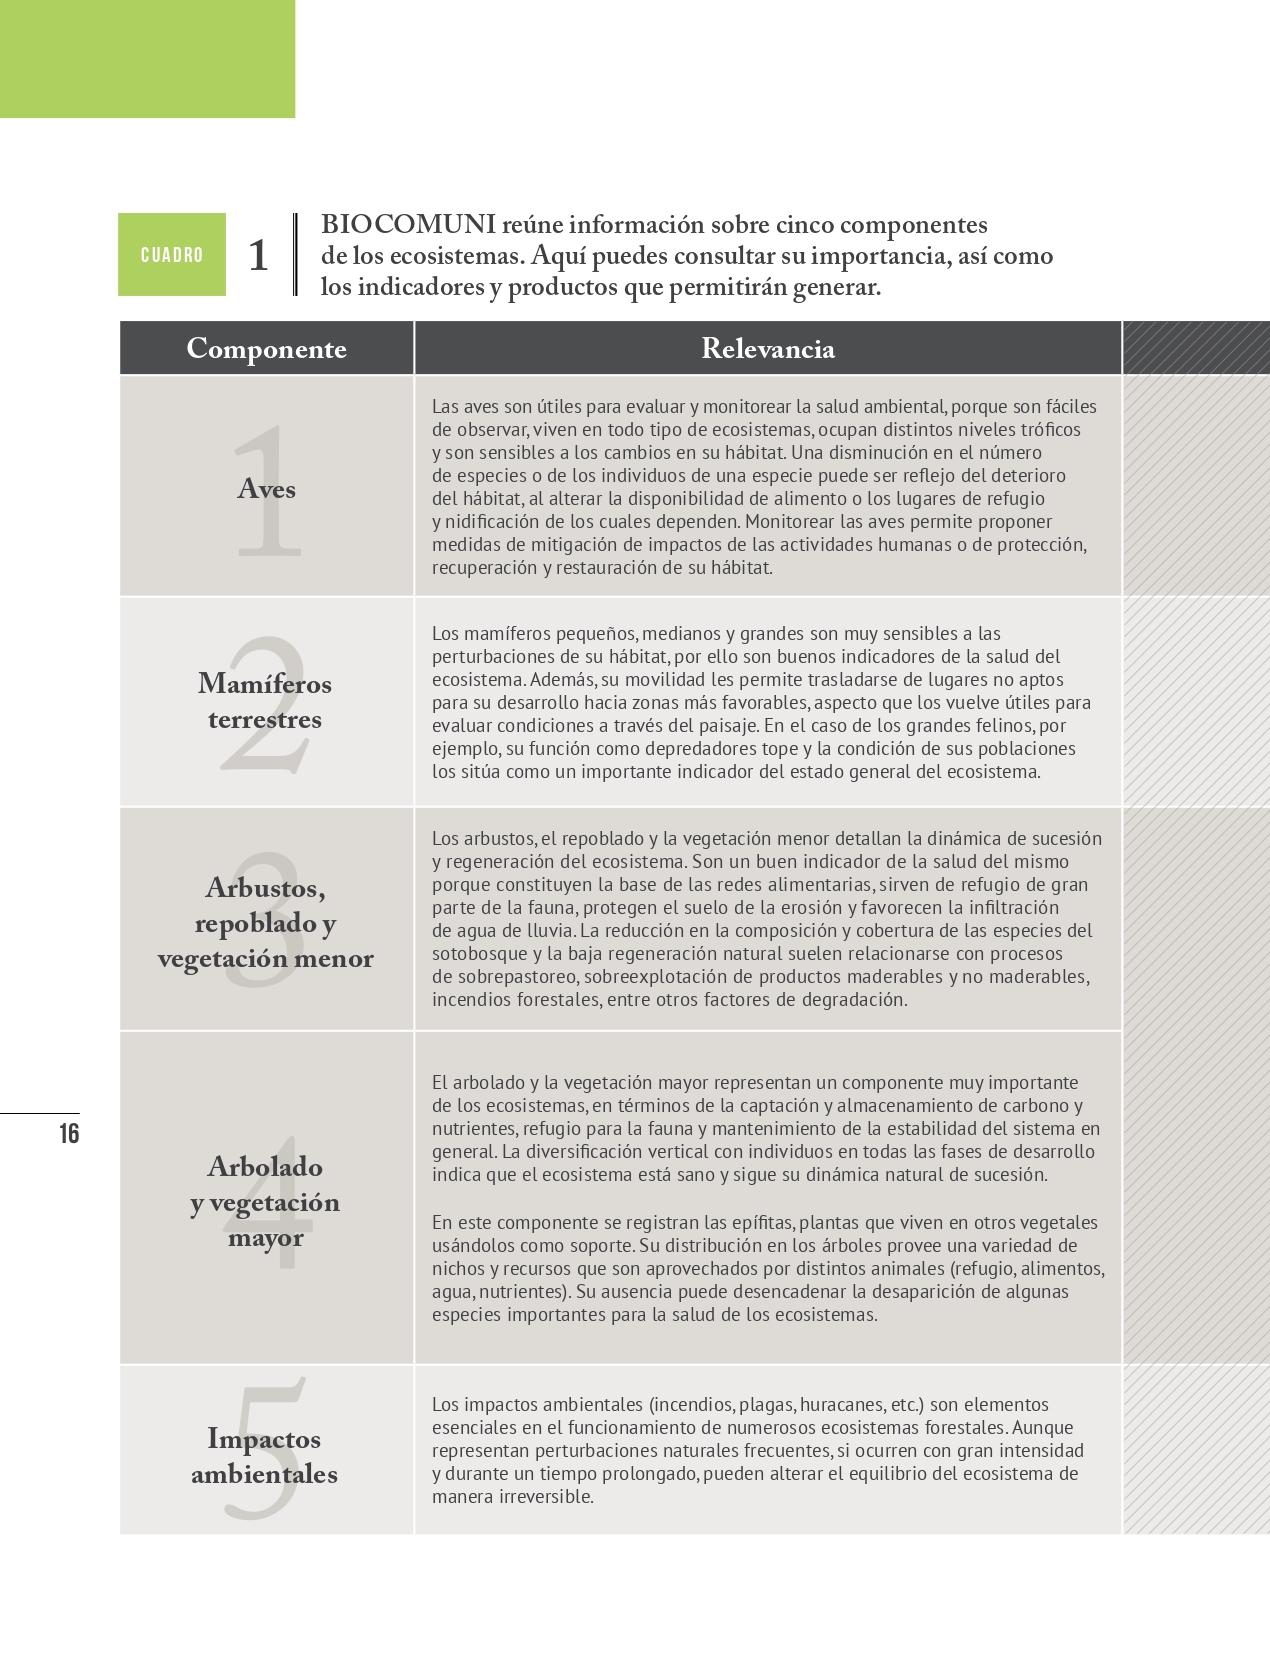 CUADRO
1
BIOCOMUNI reúne información sobre cinco componentes
de los ecosistemas. Aquí puedes consultar su importancia, así como
los indicadores y productos que permitirán generar.
Componente
Relevancia
1
Aves
Las aves son útiles para evaluar y monitorear la salud ambiental, porque son fáciles
de observar, viven en todo tipo de ecosistemas, ocupan distintos niveles tróficos
y son sensibles a los cambios en su hábitat. Una disminución en el número
de especies o de los individuos de una especie puede ser reflejo del deterioro
del hábitat, al alterar la disponibilidad de alimento o los lugares de refugio
y nidificación de los cuales dependen. Monitorear las aves permite proponer
medidas de mitigación de impactos de las actividades humanas o de protección,
recuperación y restauración de su hábitat.
2
Mamíferos
terrestres
Los mamíferos pequeños, medianos y grandes son muy sensibles a las
perturbaciones de su hábitat, por ello son buenos indicadores de la salud del
ecosistema. Además, su movilidad les permite trasladarse de lugares no aptos
para su desarrollo hacia zonas más favorables, aspecto que los vuelve útiles para
evaluar condiciones a través del paisaje. En el caso de los grandes felinos, por
ejemplo, su función como depredadores tope y la condición de sus poblaciones
los sitúa como un importante indicador del estado general del ecosistema.
3
Arbustos,
repoblado y
vegetación menor
Los arbustos, el repoblado y la vegetación menor detallan la dinámica de sucesión
y regeneración del ecosistema. Son un buen indicador de la salud del mismo
porque constituyen la base de las redes alimentarias, sirven de refugio de gran
parte de la fauna, protegen el suelo de la erosión y favorecen la infiltración
de agua de lluvia. La reducción en la composición y cobertura de las especies del
sotobosque y la baja regeneración natural suelen relacionarse con procesos
de sobrepastoreo, sobreexplotación de productos maderables y no maderables,
incendios forestales, entre otros factores de degradación.
4
Arbolado
y vegetación
mayor
El arbolado y la vegetación mayor representan un componente muy importante
de los ecosistemas, en términos de la captación y almacenamiento de carbono y
nutrientes, refugio para la fauna y mantenimiento de la estabilidad del sistema en
general. La diversificación vertical con individuos en todas las fases de desarrollo
indica que el ecosistema está sano y sigue su dinámica natural de sucesión.
En este componente se registran las epífitas, plantas que viven en otros vegetales
usándolos como soporte. Su distribución en los árboles provee una variedad de
nichos y recursos que son aprovechados por distintos animales (refugio, alimentos,
agua, nutrientes). Su ausencia puede desencadenar la desaparición de algunas
especies importantes para la salud de los ecosistemas.
5
Impactos
ambientales
Los impactos ambientales (incendios, plagas, huracanes, etc.) son elementos
esenciales en el funcionamiento de numerosos ecosistemas forestales. Aunque
representan perturbaciones naturales frecuentes, si ocurren con gran intensidad
y durante un tiempo prolongado, pueden alterar el equilibrio del ecosistema de
manera irreversible.
16